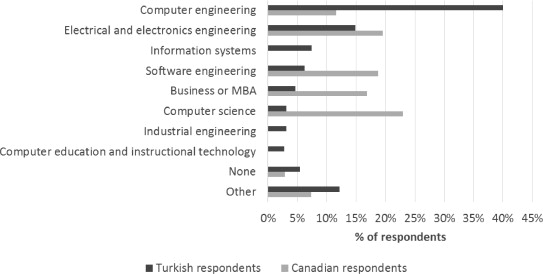 Computer engineering
Electrical and electronics engineering
Information systems
Software engineering
Business or MBA
Computer science
Industrial engineering
Computer education and instructional technology
None
Other
0% 5% 10% 15% 20% 25% 30% 35% 40% 45%
% of respondents
Turkish respondents Canadian respondents